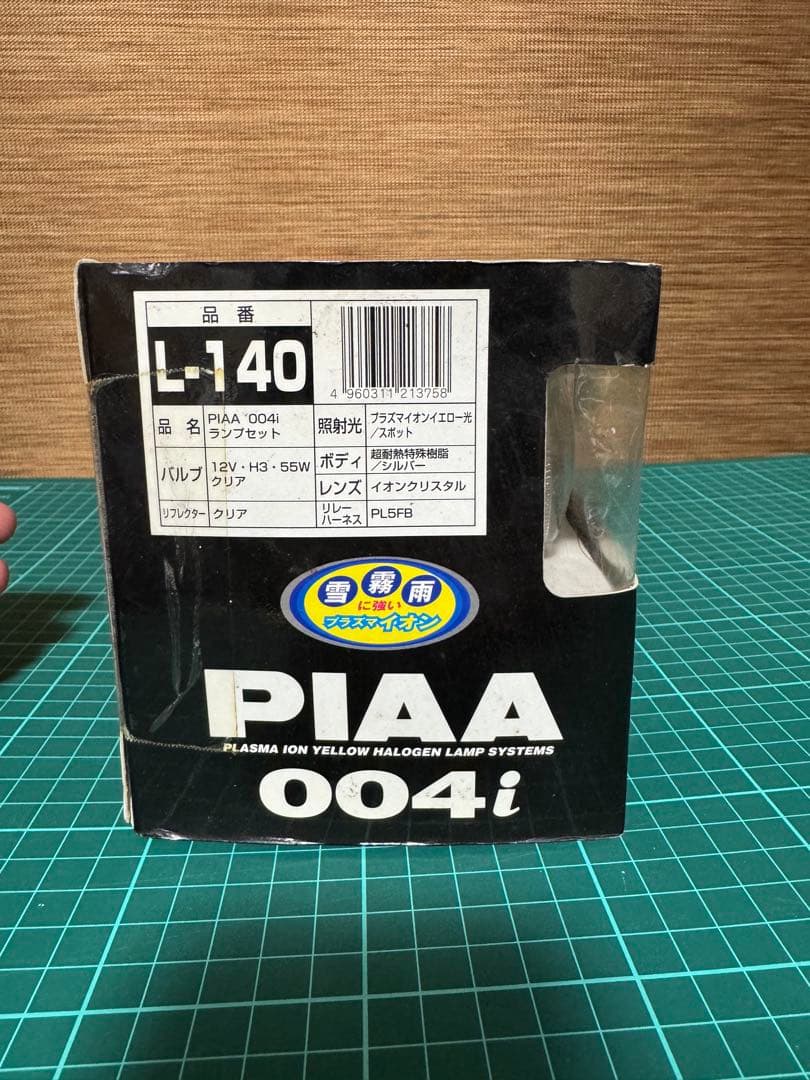 品番
L-140
4 960311 213758
品名 PIAA 004i
ランプセット
照射光 プラズマイオンイエロー光
/スポット
バルブ 12V・H3・55W
クリア
ボディ 超耐熱特殊樹脂
/シルバー
レンズ イオンクリスタル
リフレクター クリア
リレー
ハーネス PL5FB
雪 霧 雨
に強い
プラズマイオン
PIAA
PLASMA ION YELLOW HALOGEN LAMP SYSTEMS
004i